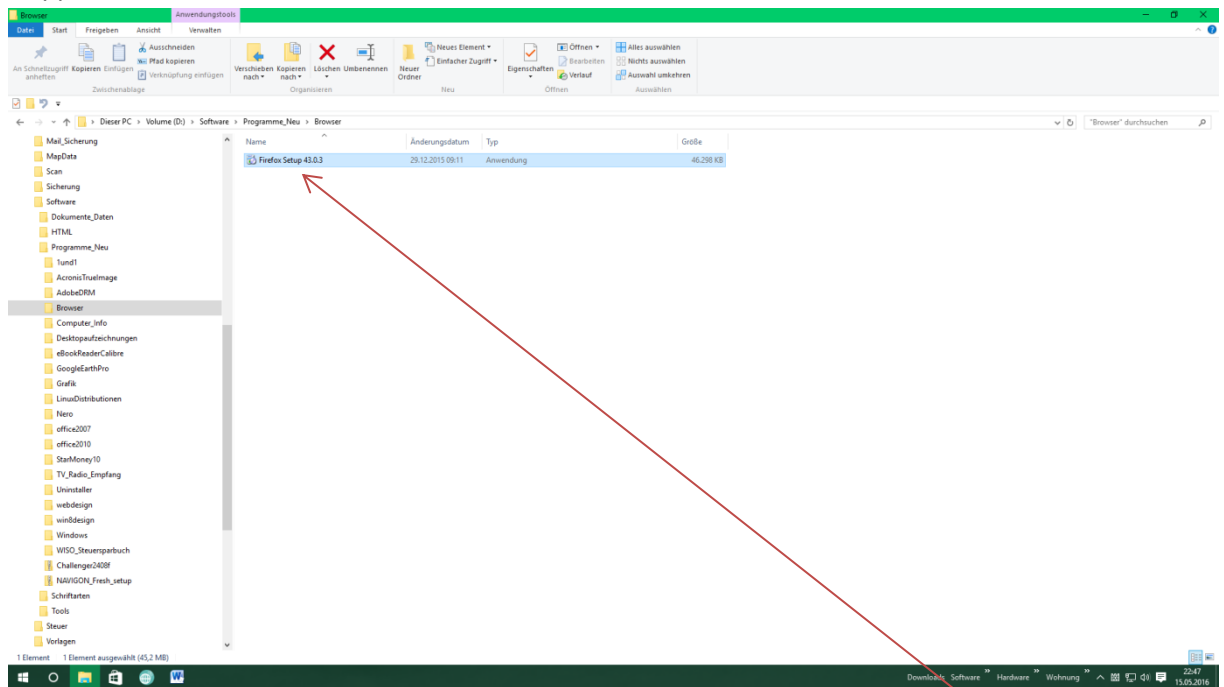 Browser Anwendungstools
Datei Start Freigeben Ansicht Verwalten
An Schnellzugriff anheften
Kopieren
Einfügen
Ausschneiden
Pfad kopieren
Verknüpfung einfügen
Zwischenablage
Verschieben nach
Kopieren nach
Löschen
Umbenennen
Organisieren
Neuer Ordner
Neues Element
Einfacher Zugriff
Neu
Eigenschaften
Öffnen
Bearbeiten
Verlauf
Öffnen
Alles auswählen
Nichts auswählen
Auswahl umkehren
Auswählen
Dieser PC > Volume (D:) > Software > Programme_Neu > Browser
"Browser" durchsuchen
Name Änderungsdatum Typ Größe
Firefox Setup 43.0.3 29.12.2015 09:11 Anwendung 46.298 KB
Mail_Sicherung
MapData
Scan
Sicherung
Software
Dokumente_Daten
HTML
Programme_Neu
1und1
AcronisTrueImage
AdobeDRM
Browser
Computer_Info
Desktopaufzeichnungen
eBookReaderCalibre
GoogleEarthPro
Grafik
LinuxDistributionen
Nero
office2007
office2010
StarMoney10
TV_Radio_Empfang
Uninstaller
webdesign
win8design
Windows
WISO_Steuersparbuch
Challenger2408f
NAVIGON_Fresh_setup
Schriftarten
Tools
Steuer
Vorlagen
1 Element 1 Element ausgewählt (45,2 MB)
Downloads Software » Hardware » Wohnung »
22:47
15.05.2016